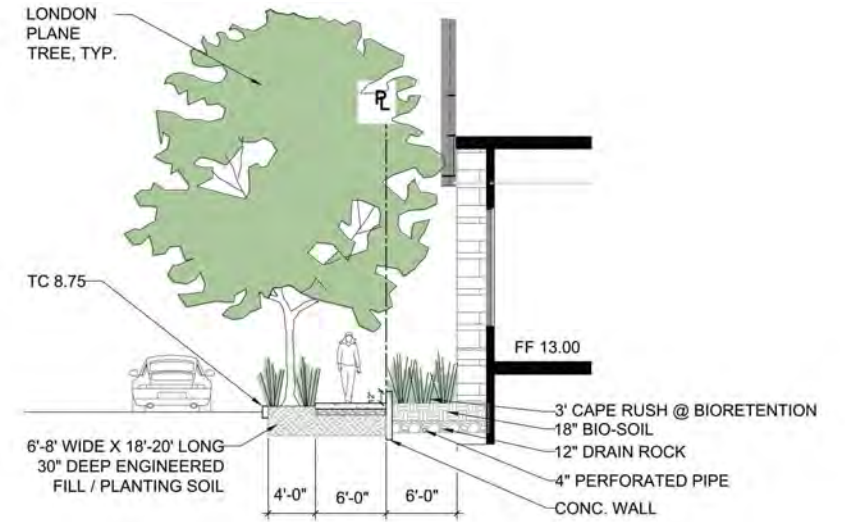 LONDON
PLANE
TREE, TYP.
PL
TC 8.75
FF 13.00
3' CAPE RUSH @ BIORETENTION
18" BIO-SOIL
12" DRAIN ROCK
4" PERFORATED PIPE
CONC. WALL
6'-8' WIDE X 18'-20' LONG
30" DEEP ENGINEERED
FILL / PLANTING SOIL
4'-0"
6'-0"
6'-0"